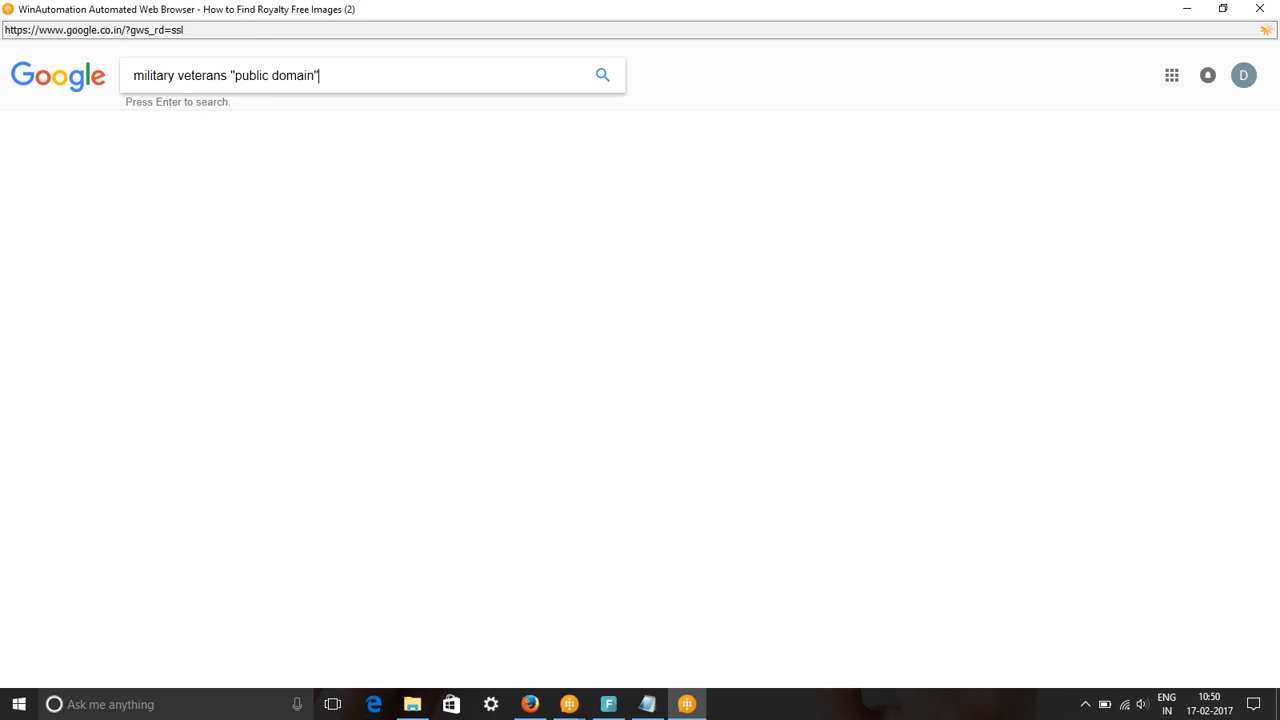 WinAutomation Automated Web Browser - How to Find Royalty Free Images (2)
https://www.google.co.in/?gws_rd=ssl
Google
military veterans "public domain"
D
Press Enter to search.
Ask me anything
F
ENG
IN
10:50
17-02-2017